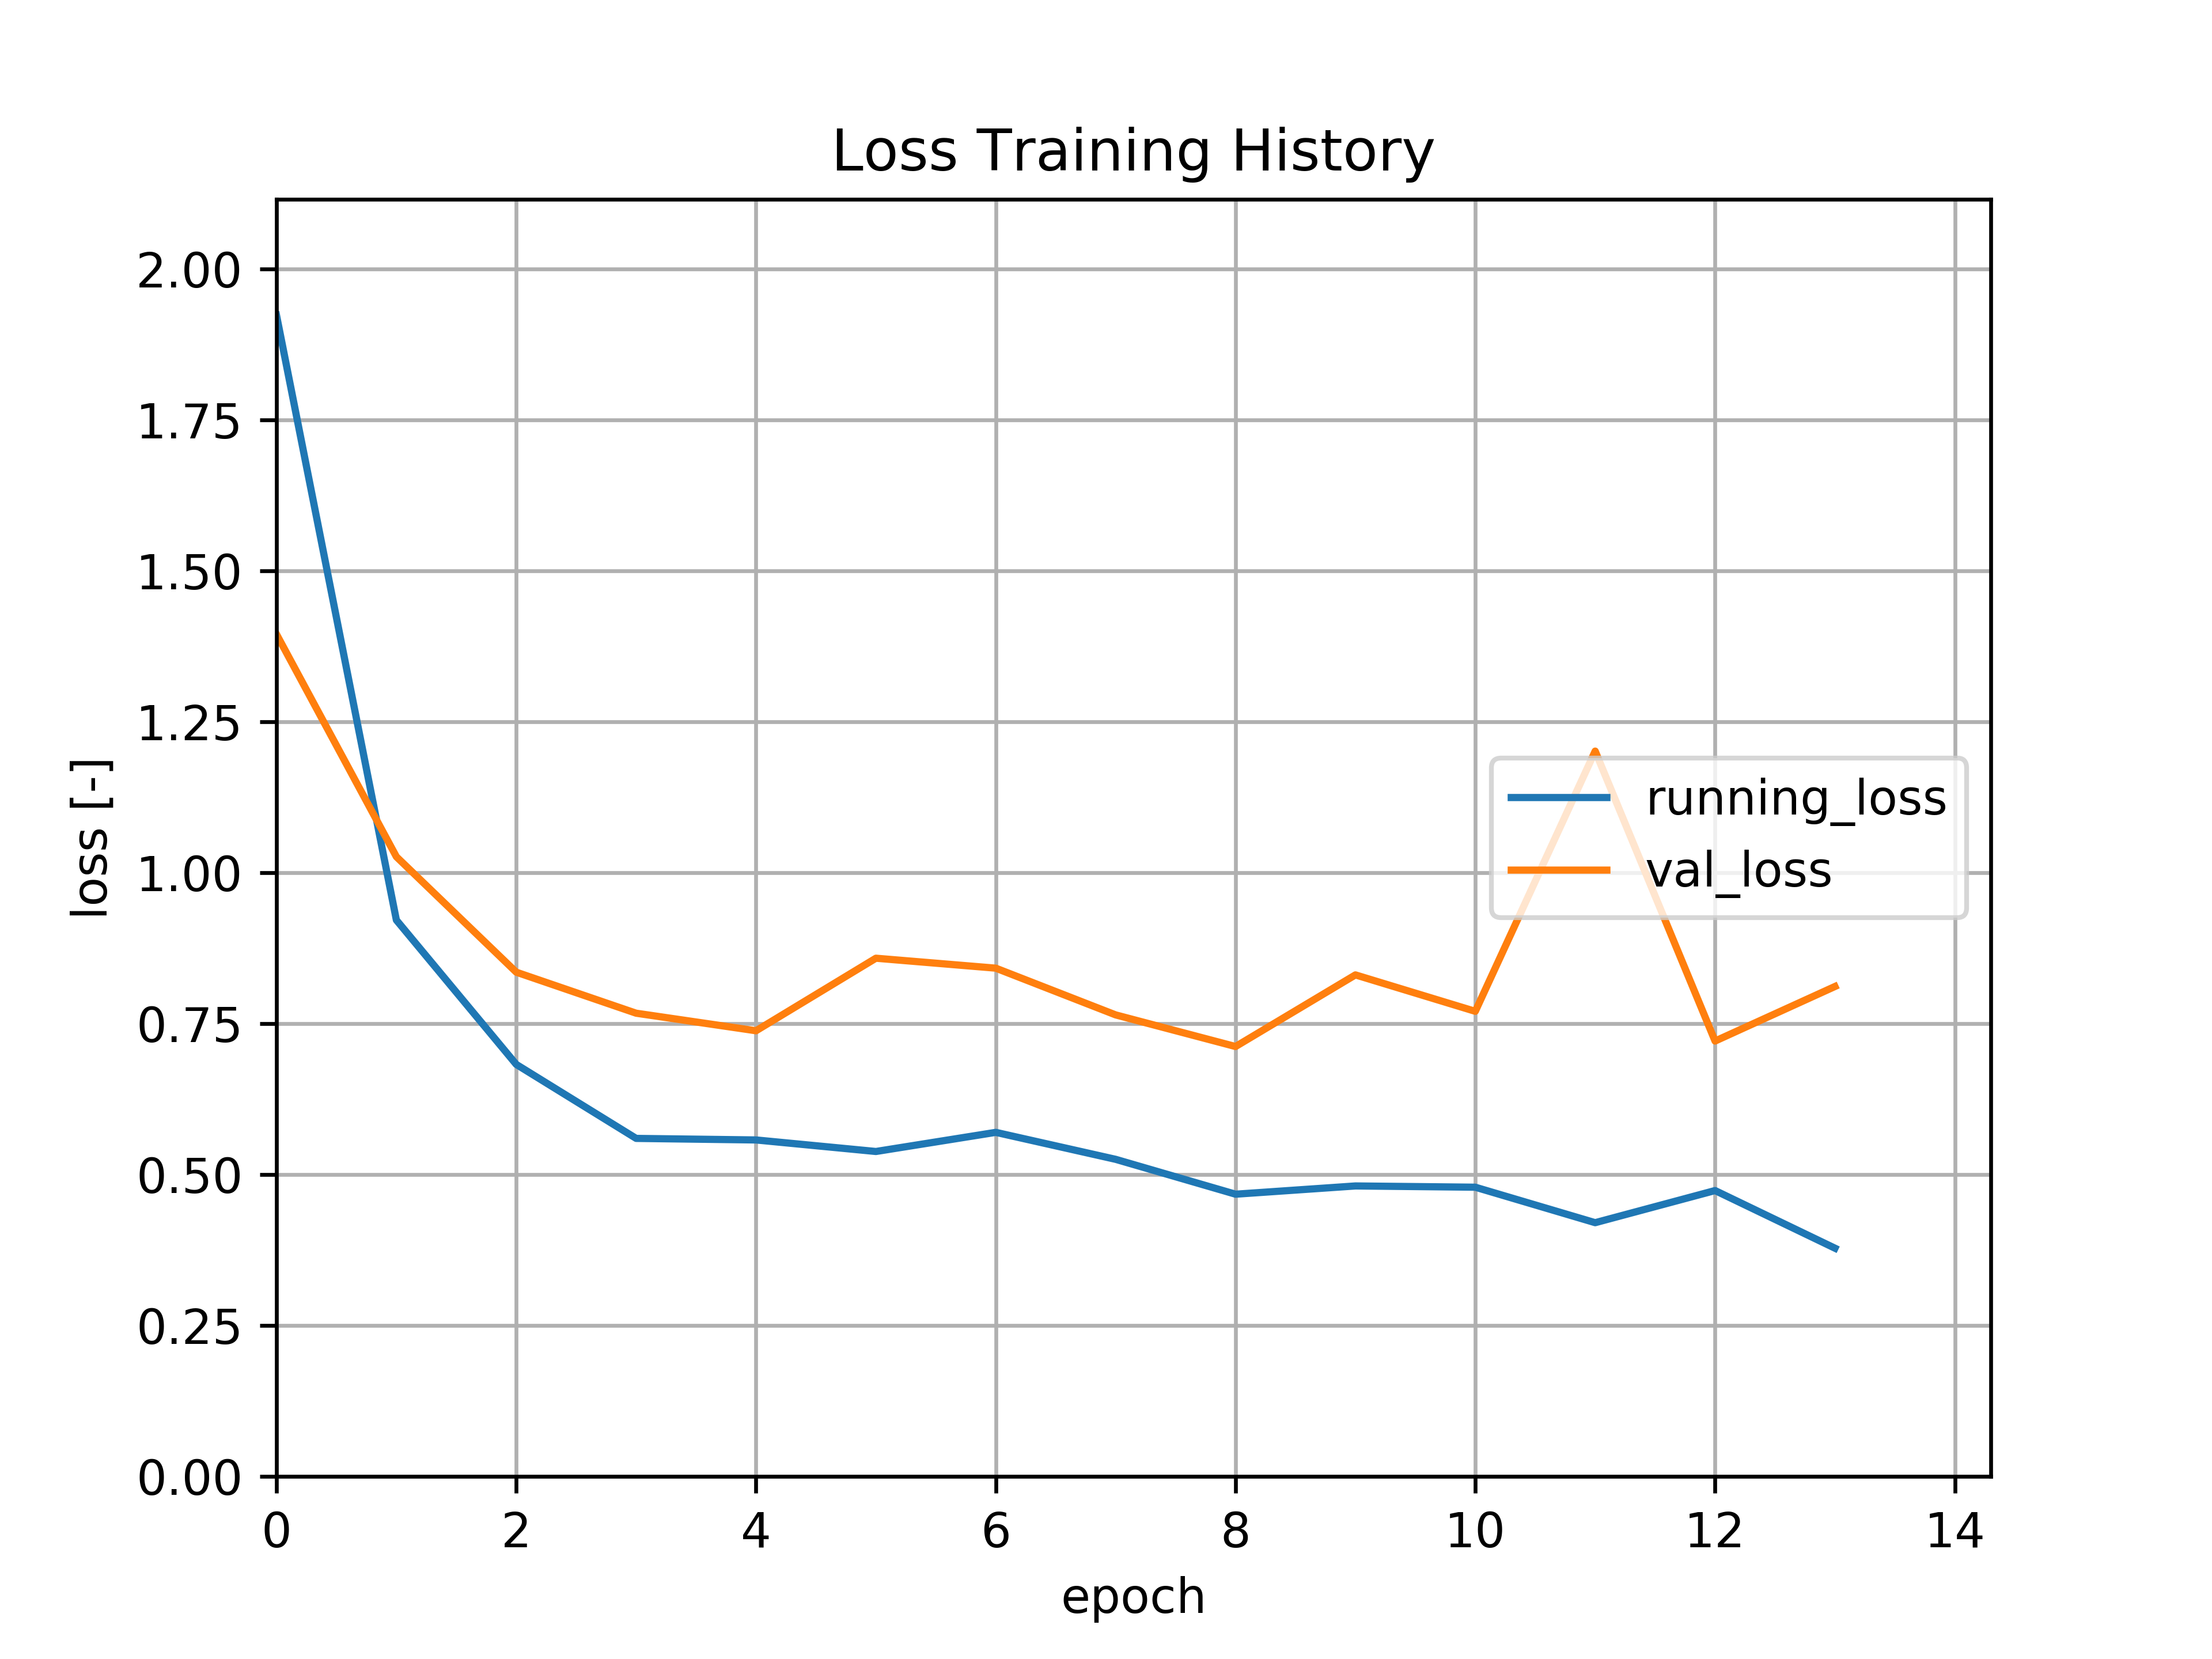 Loss Training History
2.00
1.75
1.50
1.25
1.00
0.75
0.50
0.25
0.00
loss [-]
running_loss
val_loss
0 2 4 6 8 10 12 14
epoch